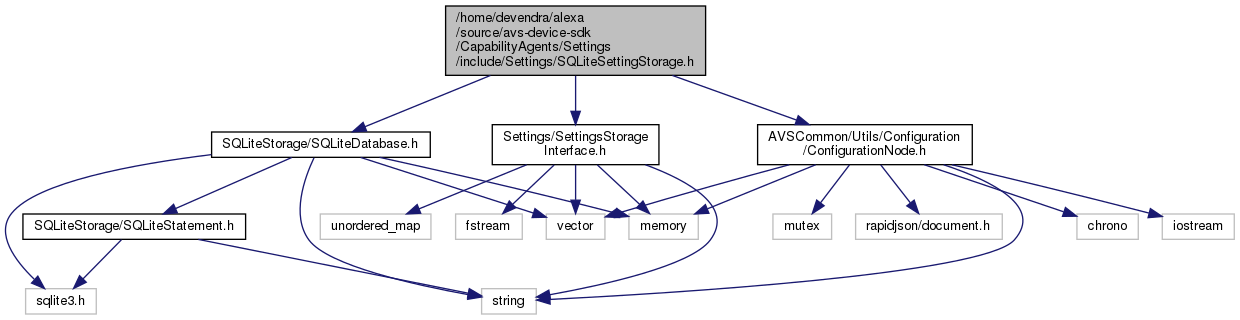 /home/devendra/alexa
/source/avs-device-sdk
/CapabilityAgents/Settings
/include/Settings/SQLiteSettingStorage.h
SQLiteStorage/SQLiteDatabase.h
Settings/SettingsStorage
Interface.h
AVSCommon/Utils/Configuration
/ConfigurationNode.h
SQLiteStorage/SQLiteStatement.h
unordered_map
fstream
vector
memory
mutex
rapidjson/document.h
chrono
iostream
sqlite3.h
string